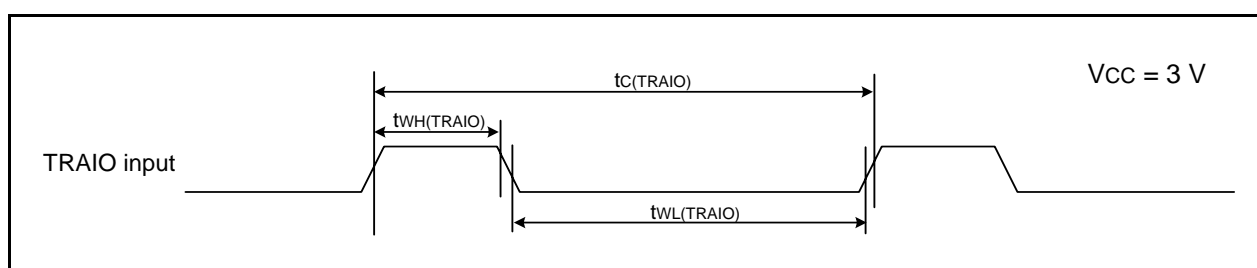 tC(TRAIO)
VCC = 3 V
tWH(TRAIO)
TRAIO input
tWL(TRAIO)